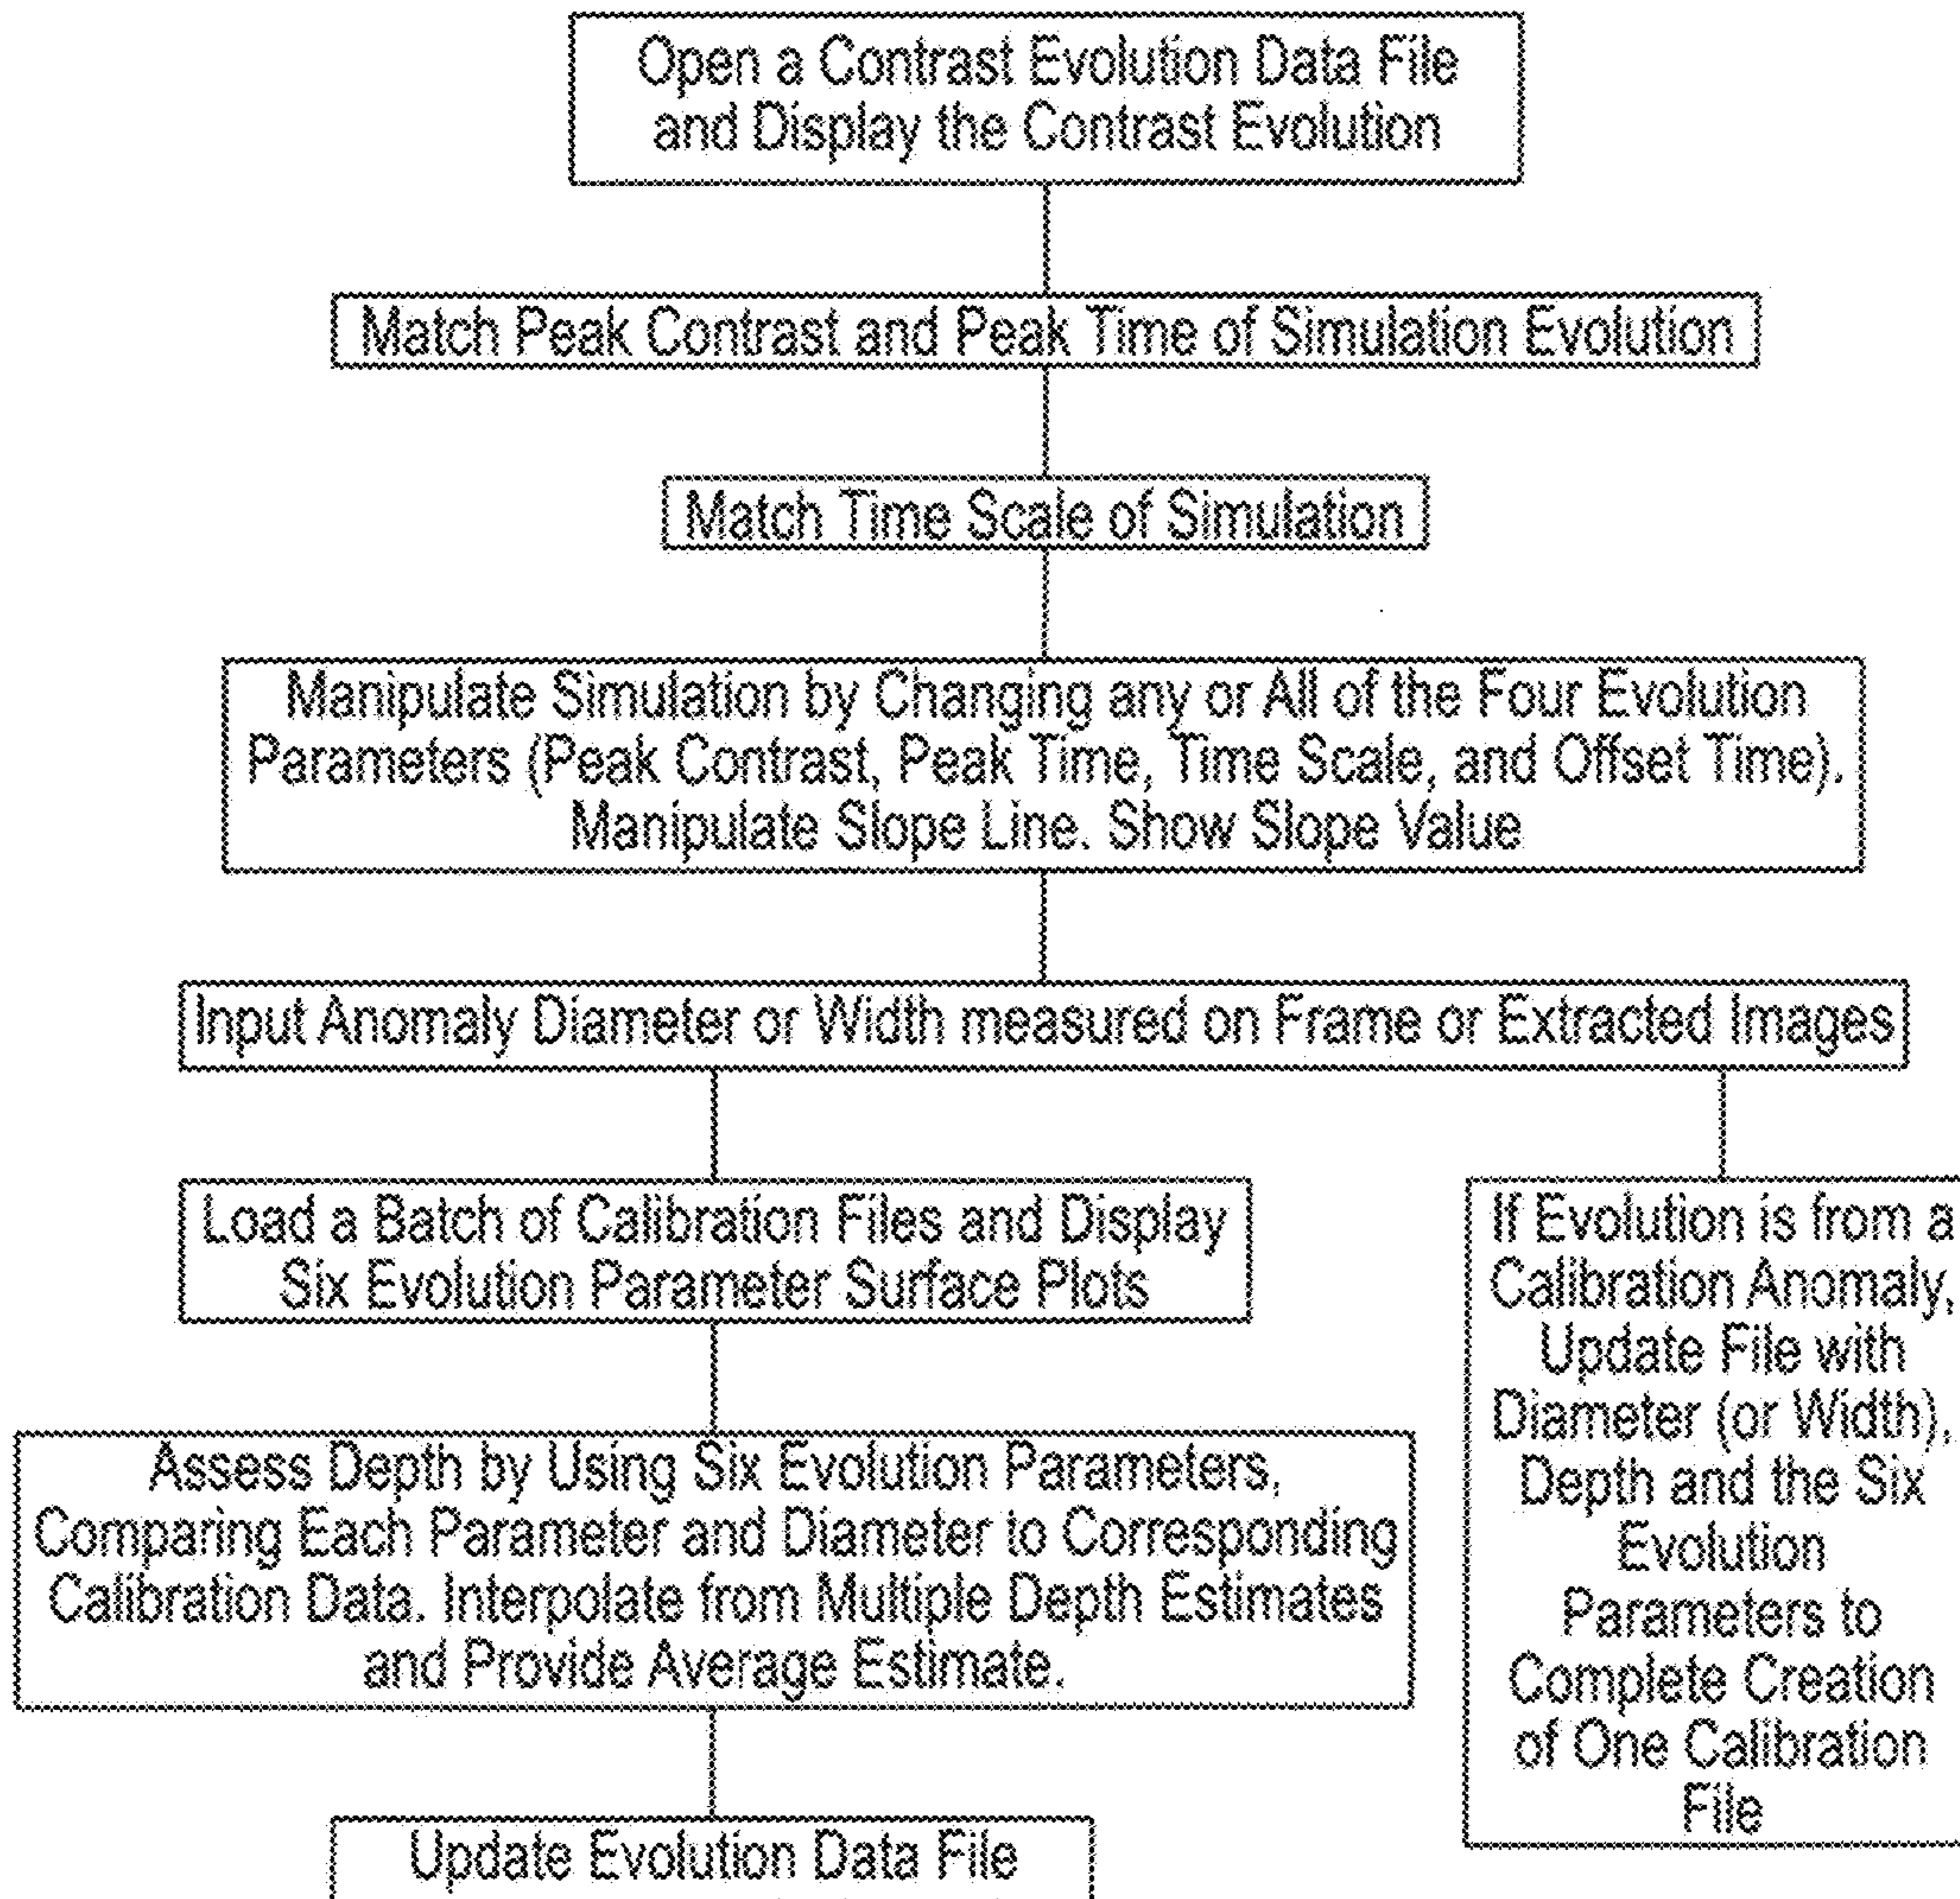 Open a Contrast Evolution Data File
and Display the Contrast Evolution
Match Peak Contrast and Peak Time of Simulation Evolution
Match Time Scale of Simulation
Manipulate Simulation by Changing any or All of the Four Evolution
Parameters (Peak Contrast, Peak Time, Time Scale, and Offset Time).
Manipulate Slope Line. Show Slope Value
Input Anomaly Diameter or Width measured on Frame or Extracted Images
Load a Batch of Calibration Files and Display
Six Evolution Parameter Surface Plots
Assess Depth by Using Six Evolution Parameters,
Comparing Each Parameter and Diameter to Corresponding
Calibration Data. Interpolate from Multiple Depth Estimates
and Provide Average Estimate.
Update Evolution Data File
If Evolution is from a
Calibration Anomaly,
Update File with
Diameter (or Width),
Depth and the Six
Evolution
Parameters to
Complete Creation
of One Calibration
File